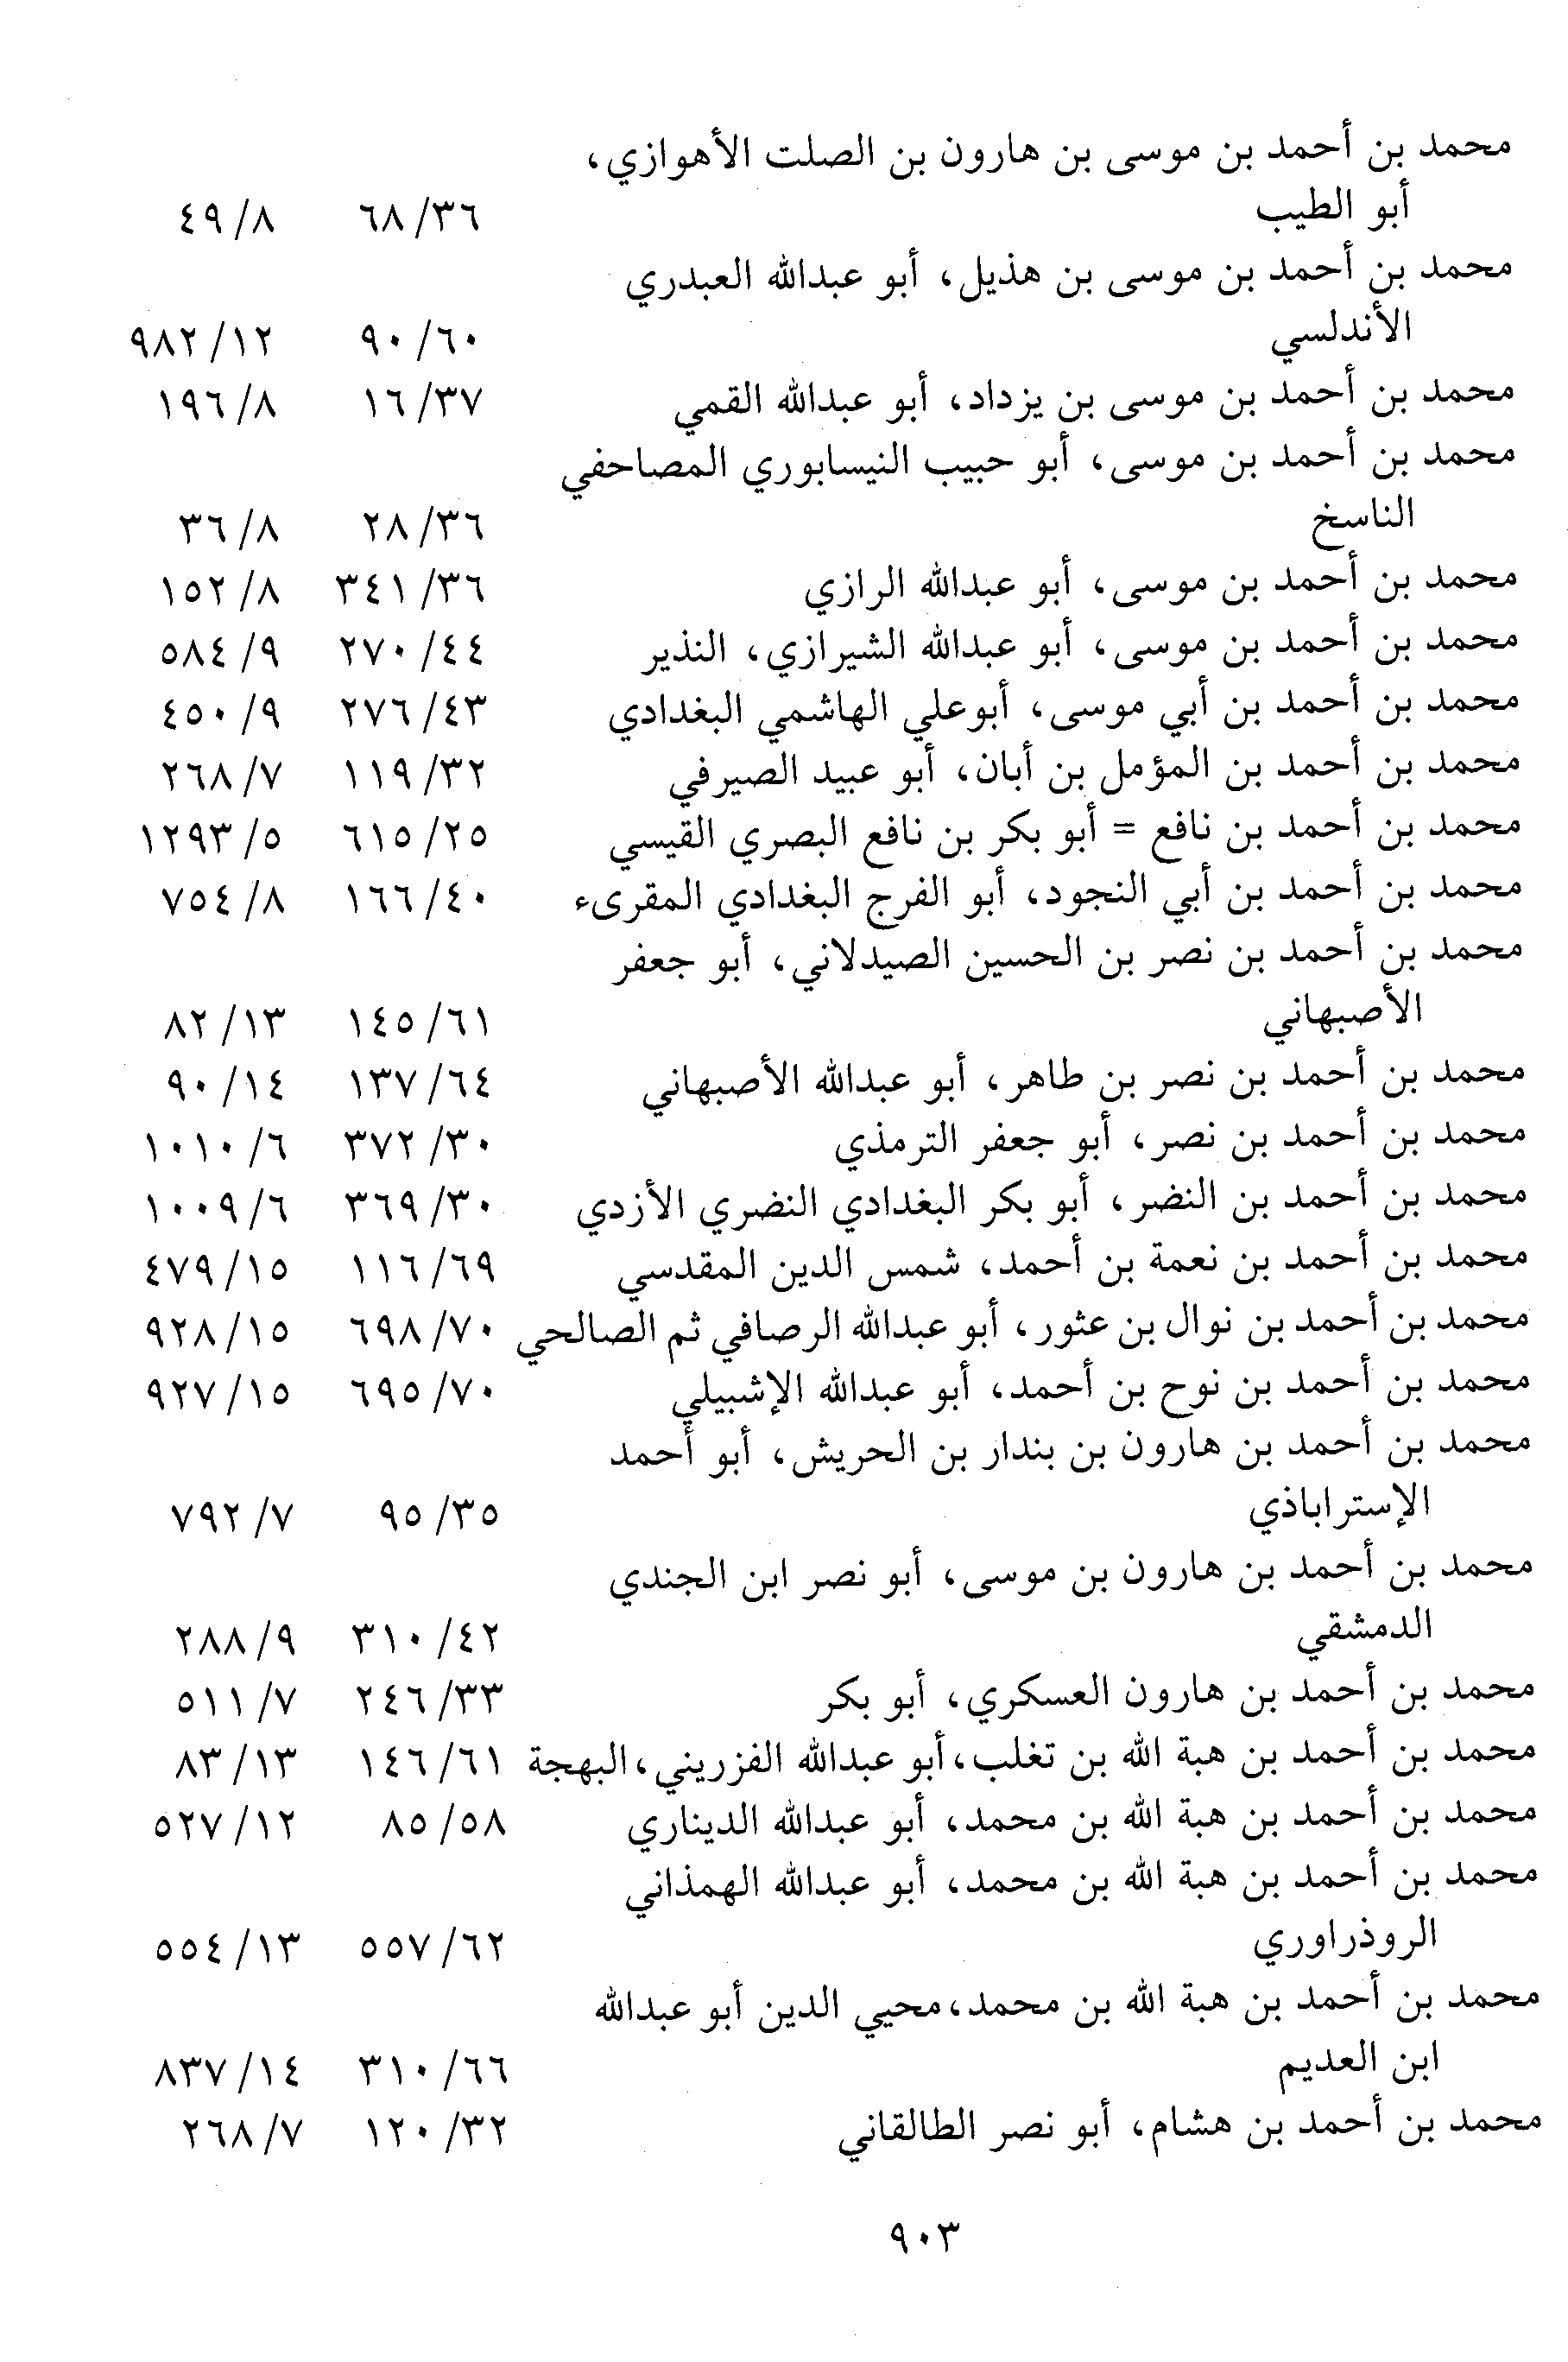 محمد بن أحمد بن موسى بن هارون بن الصلت الأهوازي،
أبو الطيب ٦٨/٣٦ ٤٩/٨
محمد بن أحمد بن موسى بن هذيل، أبو عبدالله العبدري
الأندلسي ٩٠/٦٠ ٩٨٢/١٢
محمد بن أحمد بن موسى بن يزداد، أبو عبدالله القمي ١٦/٣٧ ١٩٦/٨
محمد بن أحمد بن موسى، أبو حبيب النيسابوري المصاحفي
الناسخ ٢٨/٣٦ ٣٦/٨
محمد بن أحمد بن موسى، أبو عبدالله الرازي ٣٤١/٣٦ ١٥٢/٨
محمد بن أحمد بن موسى، أبو عبدالله الشيرازي، النذير ٢٧٠/٤٤ ٥٨٤/٩
محمد بن أحمد بن أبي موسى، أبوعلي الهاشمي البغدادي ٢٧٦/٤٣ ٤٥٠/٩
محمد بن أحمد بن المؤمل بن أبان، أبو عبيد الصيرفي ١١٩/٣٢ ٢٦٨/٧
محمد بن أحمد بن نافع = أبو بكر بن نافع البصري القيسي ٦١٥/٢٥ ١٢٩٣/٥
محمد بن أحمد بن أبي النجود، أبو الفرج البغدادي المقرىء ١٦٦/٤٠ ٧٥٤/٨
محمد بن أحمد بن نصر بن الحسين الصيدلاني، أبو جعفر
الأصبهاني ١٤٥/٦١ ٨٢/١٣
محمد بن أحمد بن نصر بن طاهر، أبو عبدالله الأصبهاني ١٣٧/٦٤ ٩٠/١٤
محمد بن أحمد بن نصر، أبو جعفر الترمذي ٣٧٢/٣٠ ١٠١٠/٦
محمد بن أحمد بن النضر، أبو بكر البغدادي النضري الأزدي ٣٦٩/٣٠ ١٠٠٩/٦
محمد بن أحمد بن نعمة بن أحمد، شمس الدين المقدسي ١١٦/٦٩ ٤٧٩/١٥
محمد بن أحمد بن نوال بن عثور، أبو عبدالله الرصافي ثم الصالحي ٦٩٨/٧٠ ٩٢٨/١٥
محمد بن أحمد بن نوح بن أحمد، أبو عبدالله الإشبيلي ٦٩٥/٧٠ ٩٢٧/١٥
محمد بن أحمد بن هارون بن بندار بن الحريش، أبو أحمد
الإستراباذي ٩٥/٣٥ ٧٩٢/٧
محمد بن أحمد بن هارون بن موسى، أبو نصر ابن الجندي
الدمشقي ٣١٠/٤٢ ٢٨٨/٩
محمد بن أحمد بن هارون العسكري، أبو بكر ٢٤٦/٣٣ ٥١١/٧
محمد بن أحمد بن هبة الله بن تغلب، أبو عبدالله الفزريني، البهجة ١٤٦/٦١ ٨٣/١٣
محمد بن أحمد بن هبة الله بن محمد، أبو عبدالله الديناري ٨٥/٥٨ ٥٢٧/١٢
محمد بن أحمد بن هبة الله بن محمد، أبو عبدالله الهمذاني
الروذراوري ٥٥٧/٦٢ ٥٥٤/١٣
محمد بن أحمد بن هبة الله بن محمد، محيي الدين أبو عبدالله
ابن العديم ٣١٠/٦٦ ٨٣٧/١٤
محمد بن أحمد بن هشام، أبو نصر الطالقاني ١٢٠/٣٢ ٢٦٨/٧
٩٠٣